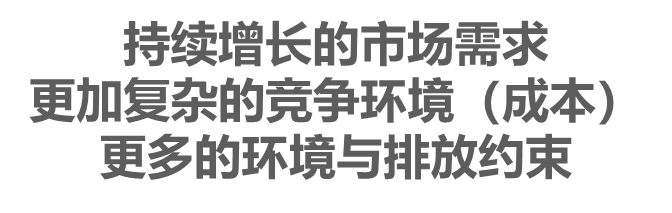 持续增长的市场需求
更加复杂的竞争环境（成本）
更多的环境与排放约束